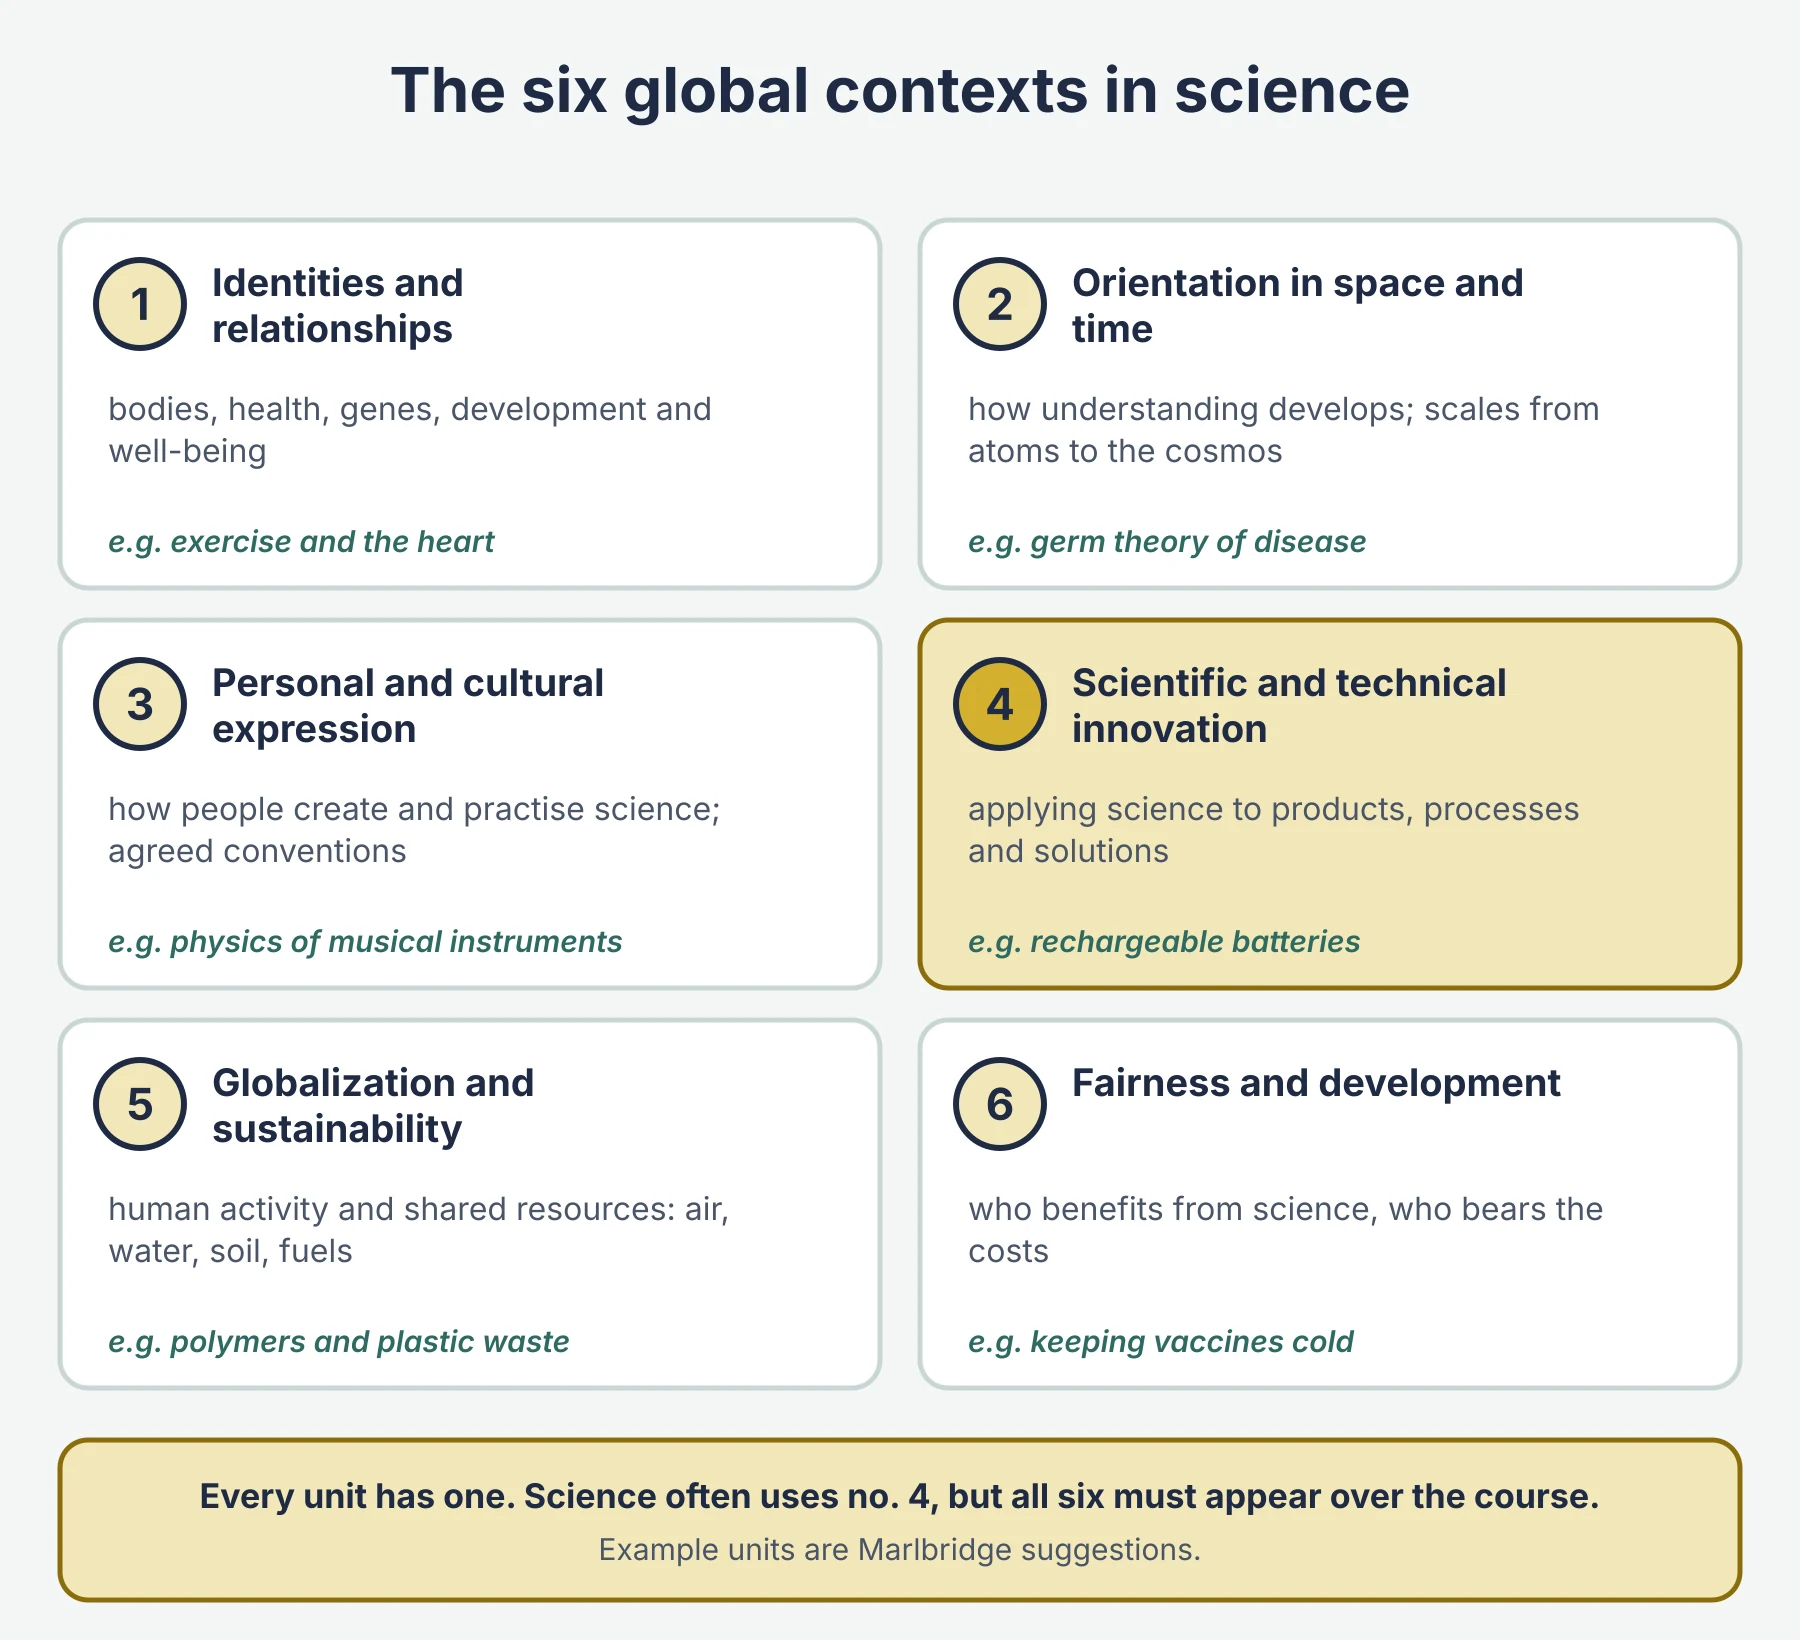 The six global contexts in science
1
Identities and
relationships
bodies, health, genes, development and
well-being
e.g. exercise and the heart
2
Orientation in space and
time
how understanding develops; scales from
atoms to the cosmos
e.g. germ theory of disease
3
Personal and cultural
expression
how people create and practise science;
agreed conventions
e.g. physics of musical instruments
4
Scientific and technical
innovation
applying science to products, processes
and solutions
e.g. rechargeable batteries
5
Globalization and
sustainability
human activity and shared resources: air,
water, soil, fuels
e.g. polymers and plastic waste
6
Fairness and development
who benefits from science, who bears the
costs
e.g. keeping vaccines cold
Every unit has one. Science often uses no. 4, but all six must appear over the course.
Example units are Marlbridge suggestions.